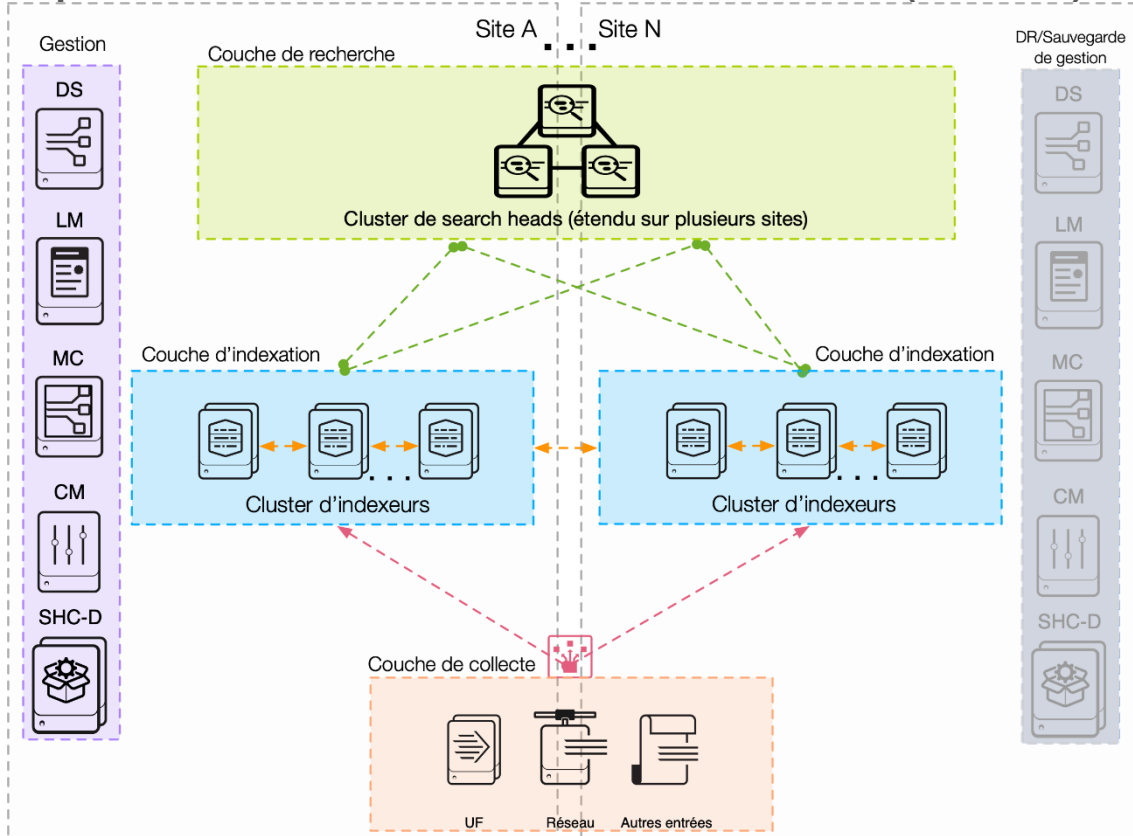 Site A
Site N
Gestion
Couche de recherche
DR/Sauvegarde
de gestion
DS
LM
MC
CM
SHC-D
Cluster de search heads (étendu sur plusieurs sites)
Couche d'indexation
Couche d'indexation
Cluster d'indexeurs
Cluster d'indexeurs
Couche de collecte
UF
Réseau
Autres entrées
DS
LM
MC
CM
SHC-D